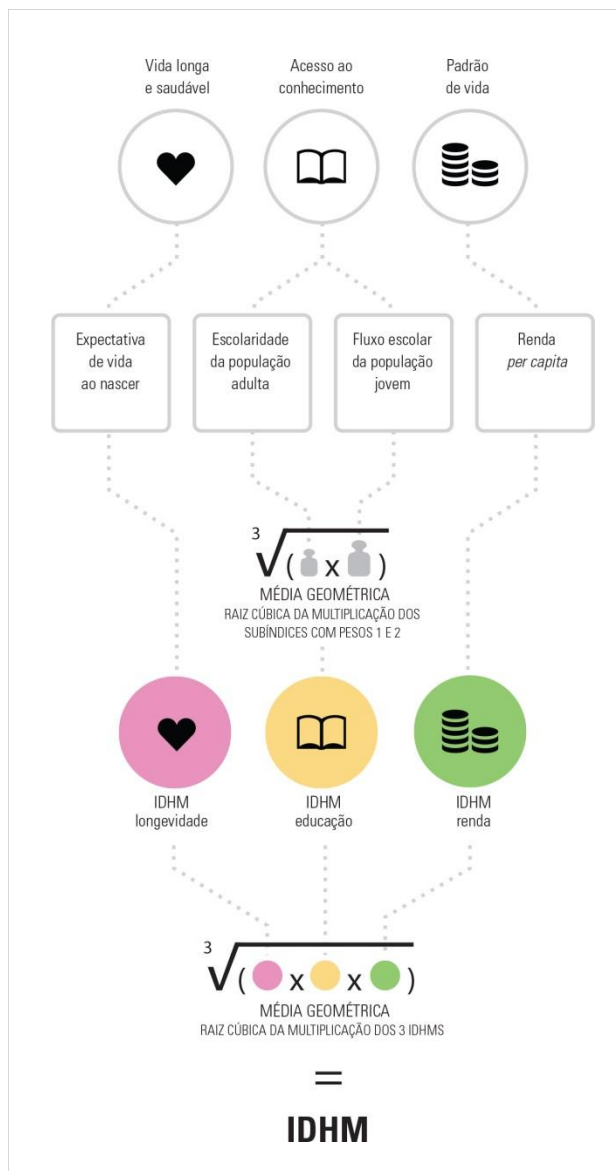 Vida longa
e saudável
Acesso ao
conhecimento
Padrão
de vida
Expectativa
de vida
ao nascer
Escolaridade
da população
adulta
Fluxo escolar
da população
jovem
Renda
per capita
3√( x )
MÉDIA GEOMÉTRICA
RAIZ CÚBICA DA MULTIPLICAÇÃO DOS
SUBÍNDICES COM PESOS 1 E 2
IDHM
longevidade
IDHM
educação
IDHM
renda
3√( x x )
MÉDIA GEOMÉTRICA
RAIZ CÚBICA DA MULTIPLICAÇÃO DOS 3 IDHMS
=
IDHM